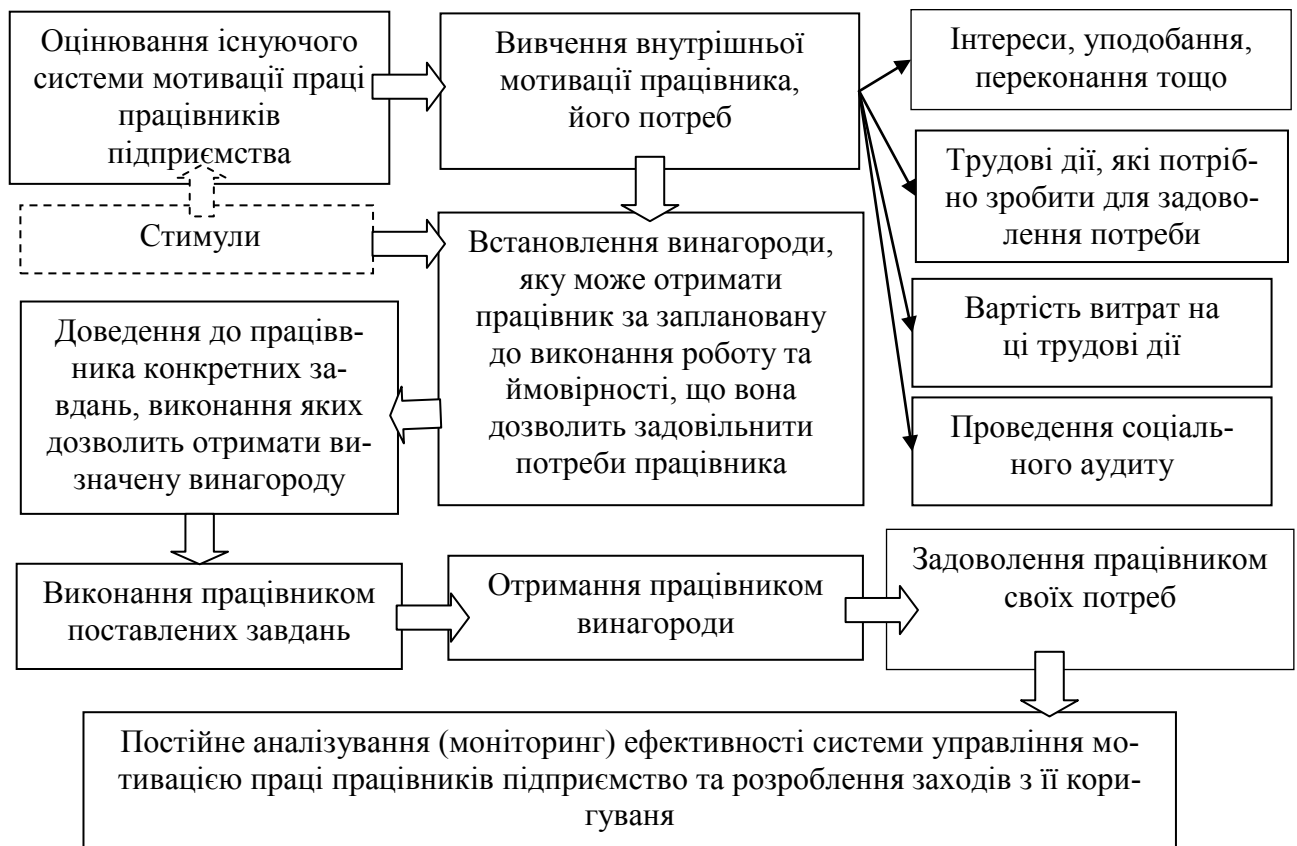 Оцінювання існуючого
системи мотивації праці
працівників
підприємства
Вивчення внутрішньої
мотивації працівника,
його потреб
Інтереси, уподобання,
переконання тощо
Трудові дії, які потріб-
но зробити для задово-
лення потреби
Стимули
Встановлення винагороди,
яку може отримати
працівник за заплановану
до виконання роботу та
ймовірності, що вона
дозволить задовільнити
потреби працівника
Вартість витрат на
ці трудові дії
Доведення до праців­в-
ника конкретних за-
вдань, виконання яких
дозволить отримати ви-
значену винагороду
Проведення соціаль-
ного аудиту
Виконання працівником
поставлених завдань
Отримання працівником
винагороди
Задоволення працівником
своїх потреб
Постійне аналізування (моніторинг) ефективності системи управління мо-
тивацією праці працівників підприємство та розроблення заходів з її кори-
гуваня